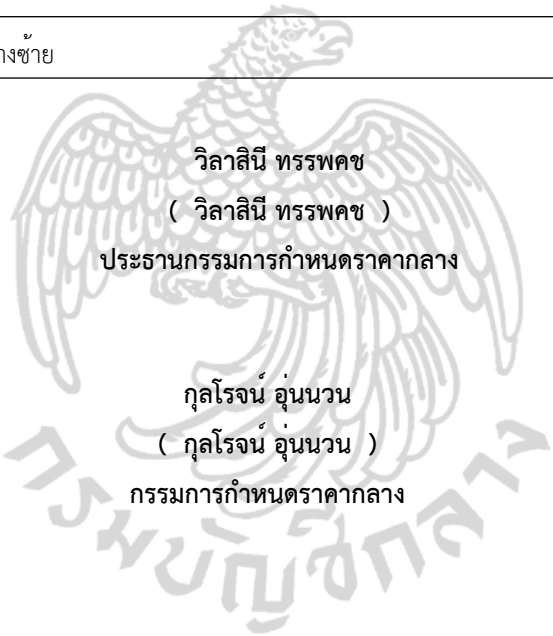 างซ้าย
วิลาสินี ทรรพคช
( วิลาสินี ทรรพคช )
ประธานกรรมการกำหนดราคากลาง
กุลโรจน์ อุ่นนวน
( กุลโรจน์ อุ่นนวน )
กรรมการกำหนดราคากลาง
กรมบัญชีกลาง